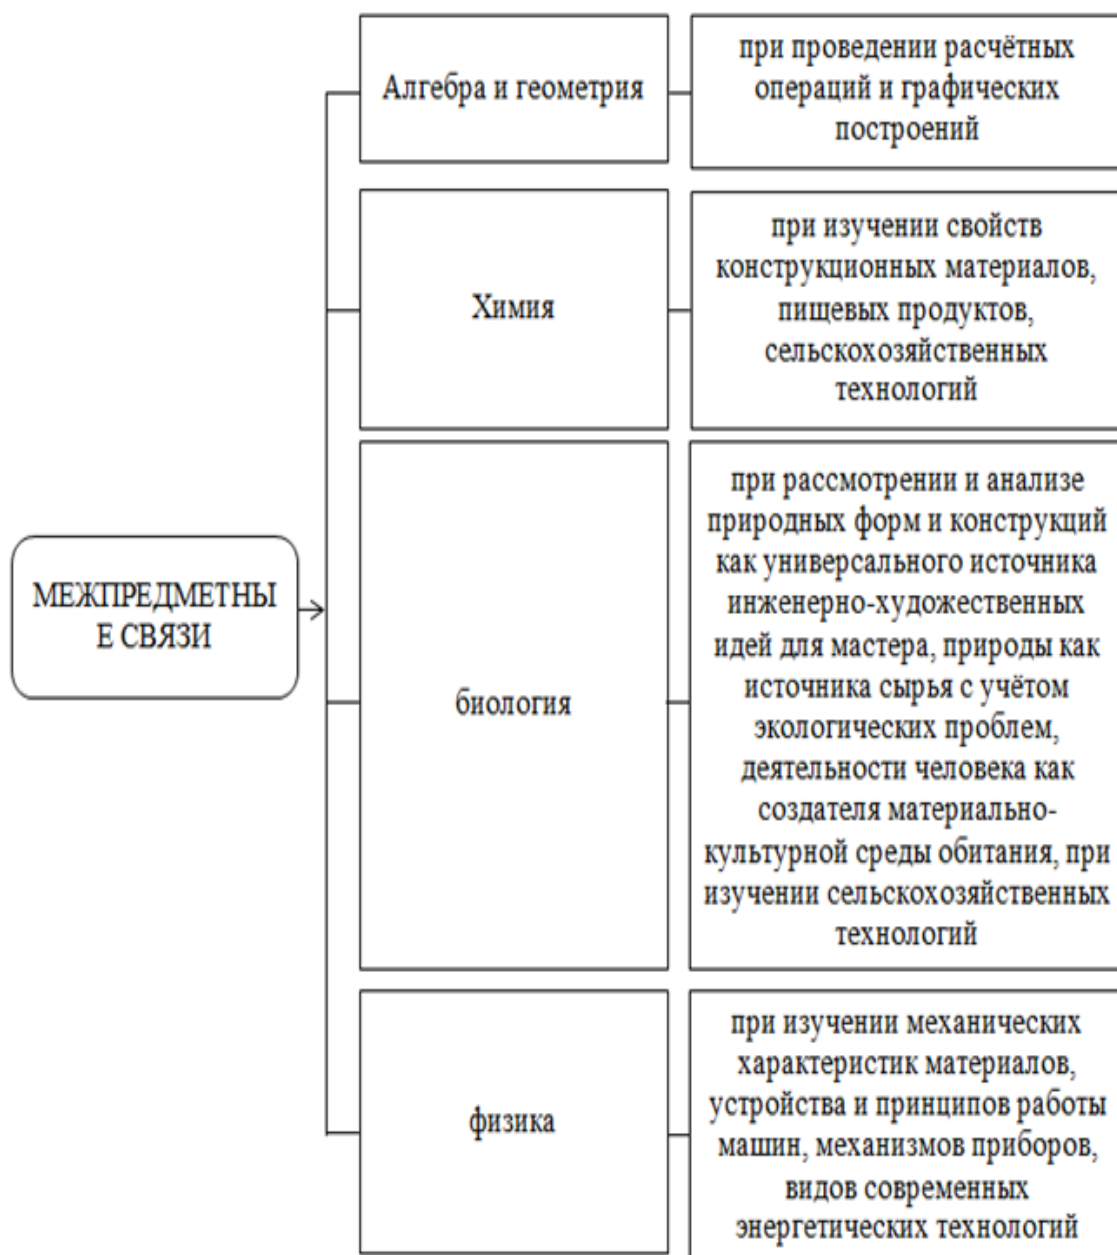 МЕЖПРЕДМЕТНЫ
Е СВЯЗИ
Алгебра и геометрия
при проведении расчётных
операций и графических
построений
Химия
при изучении свойств
конструкционных материалов,
пищевых продуктов,
сельскохозяйственных
технологий
биология
при рассмотрении и анализе
природных форм и конструкций
как универсального источника
инженерно-художественных
идей для мастера, природы как
источника сырья с учётом
экологических проблем,
деятельности человека как
создателя материально-
культурной среды обитания, при
изучении сельскохозяйственных
технологий
физика
при изучении механических
характеристик материалов,
устройства и принципов работы
машин, механизмов приборов,
видов современных
энергетических технологий